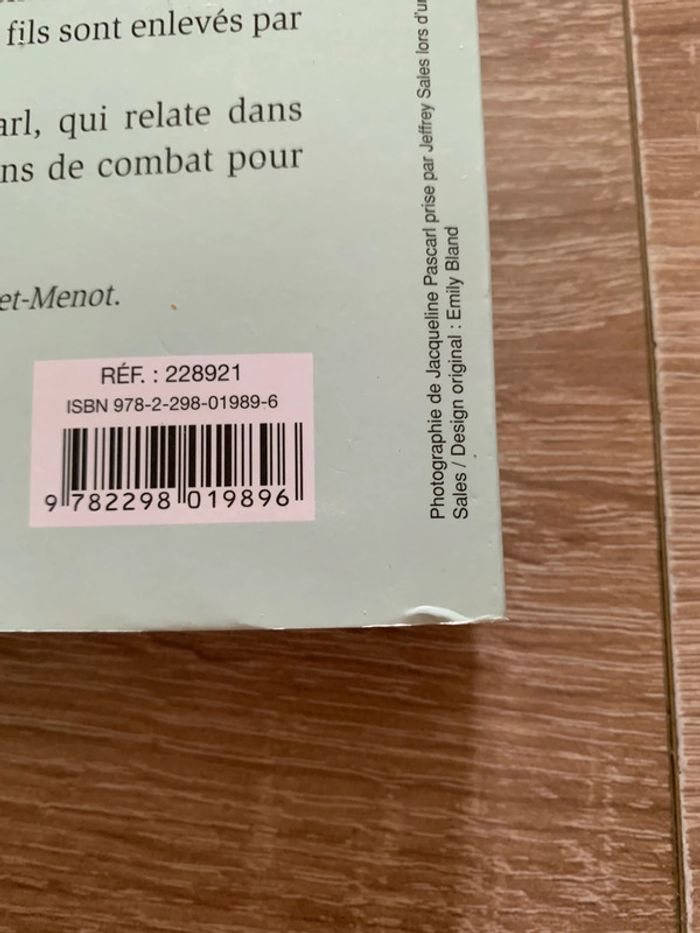 fils sont enlevés par
arl, qui relate dans
ns de combat pour
et-Menot.
RÉF. : 228921
ISBN 978-2-298-01989-6
9 782298 019896
Photographie de Jacqueline Pascarl prise par Jeffrey Sales lors d'un
Sales / Design original : Emily Bland